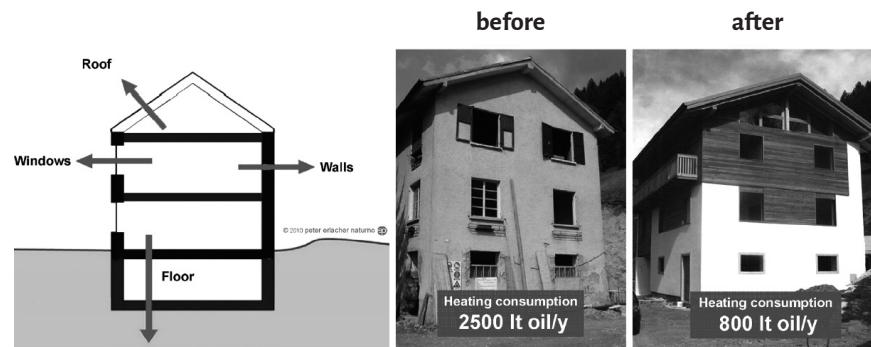 before
after
Roof
Windows
Walls
© 2010 peter erlacher naturno
Floor
Heating consumption
2500 lt oil/y
Heating consumption
800 lt oil/y